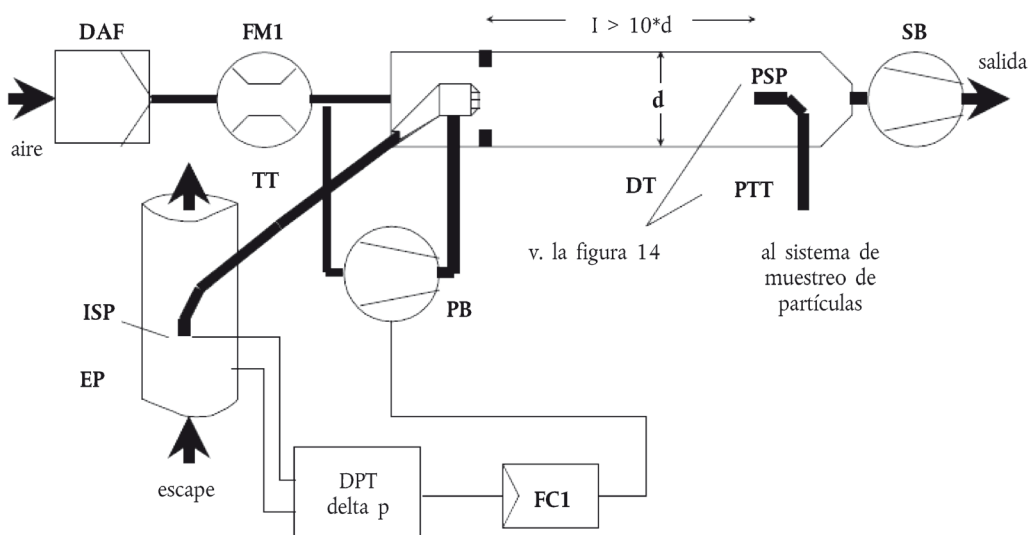 DAF
FM1
l > 10*d
SB
salida
PSP
d
aire
TT
DT
PTT
v. la figura 14
al sistema de
muestreo de
partículas
ISP
PB
EP
escape
DPT
delta p
FC1